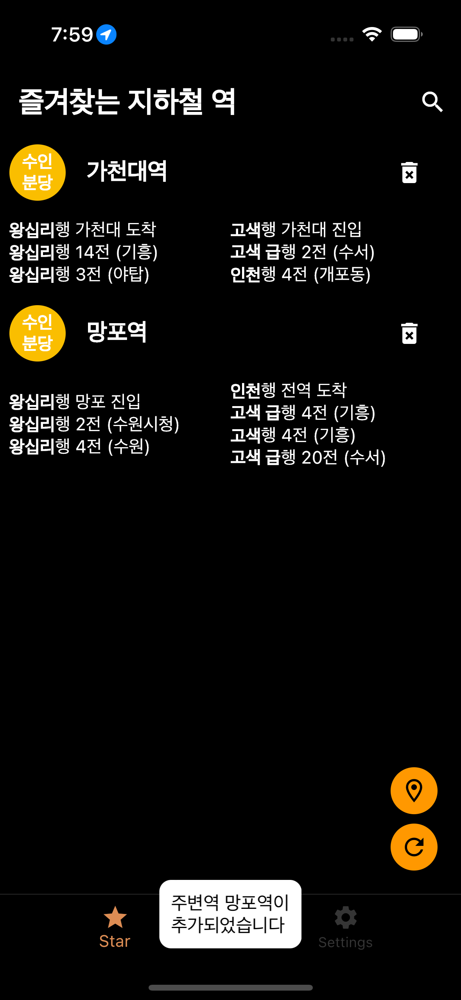 7:59
즐겨찾는 지하철 역
수인
분당
가천대역
왕십리행 가천대 도착
왕십리행 14전 (기흥)
왕십리행 3전 (야탑)
고색행 가천대 진입
고색 급행 2전 (수서)
인천행 4전 (개포동)
수인
분당
망포역
왕십리행 망포 진입
왕십리행 2전 (수원시청)
왕십리행 4전 (수원)
인천행 전역 도착
고색 급행 4전 (기흥)
고색행 4전 (기흥)
고색 급행 20전 (수서)
주변역 망포역이
추가되었습니다
Star
Settings